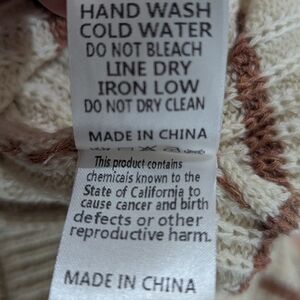 HAND WASH
COLD WATER
DO NOT BLEACH
LINE DRY
IRON LOW
DO NOT DRY CLEAN
MADE IN CHINA
This product contains
chemicals known to the
State of California to
cause cancer and birth
defects or other
reproductive harm.
MADE IN CHINA